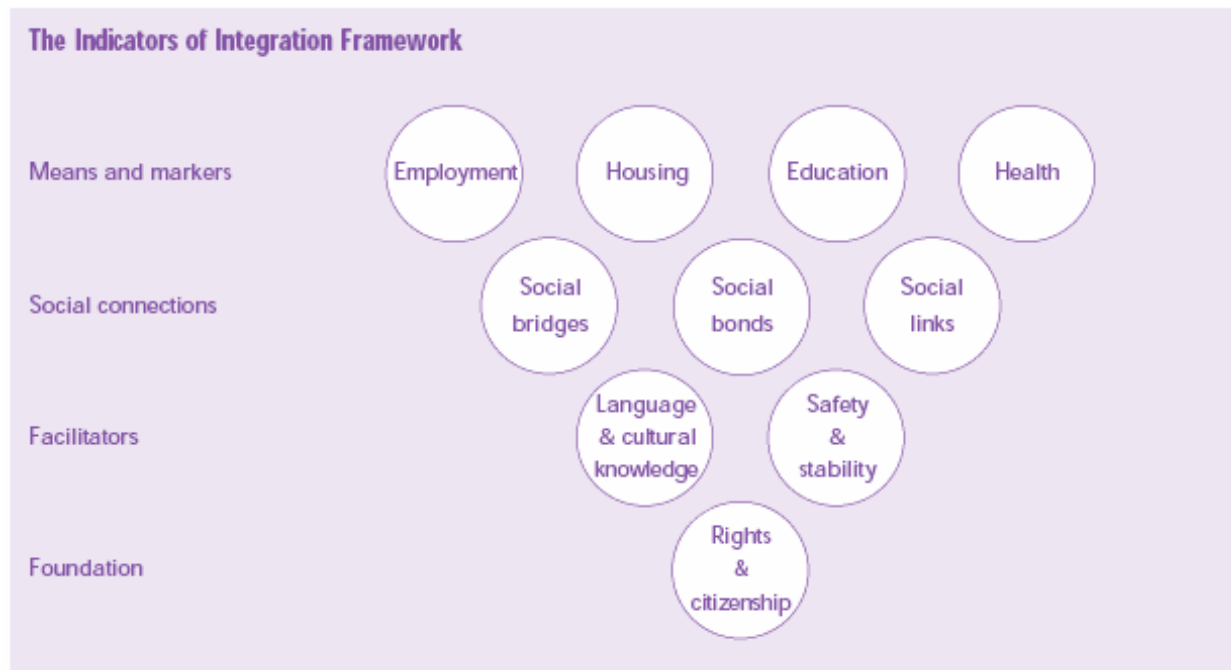 The Indicators of Integration Framework
Means and markers
Employment
Housing
Education
Health
Social connections
Social
bridges
Social
bonds
Social
links
Facilitators
Language
& cultural
knowledge
Safety
&
stability
Foundation
Rights
&
citizenship